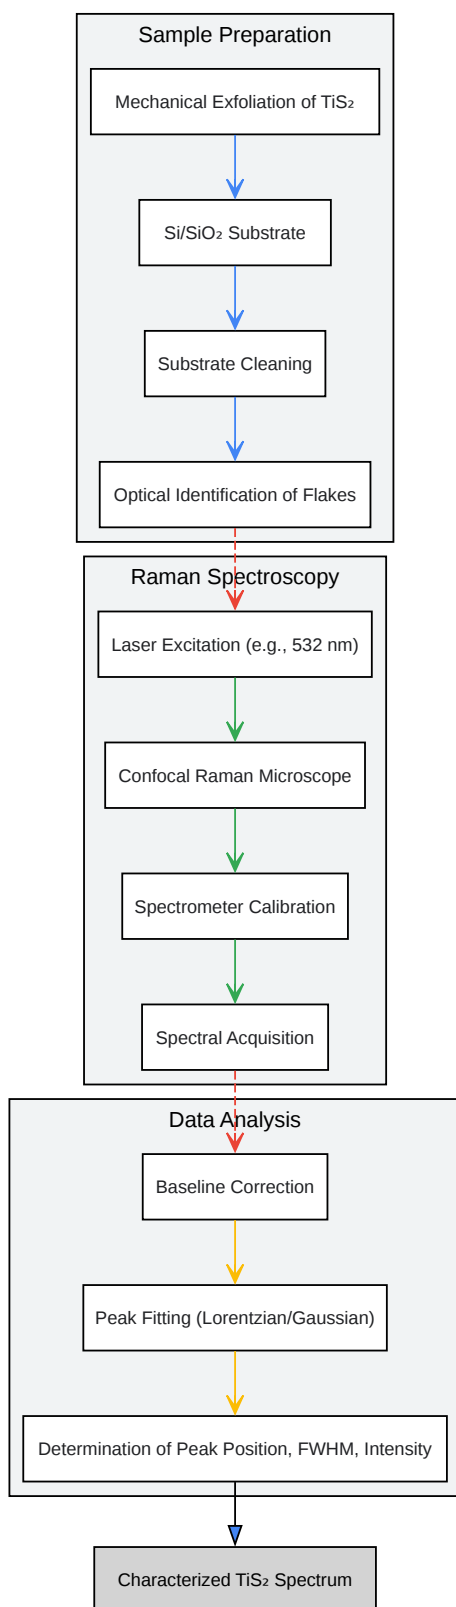 Sample Preparation
Mechanical Exfoliation of TiS₂
Si/SiO₂ Substrate
Substrate Cleaning
Optical Identification of Flakes
Raman Spectroscopy
Laser Excitation (e.g., 532 nm)
Confocal Raman Microscope
Spectrometer Calibration
Spectral Acquisition
Data Analysis
Baseline Correction
Peak Fitting (Lorentzian/Gaussian)
Determination of Peak Position, FWHM, Intensity
Characterized TiS₂ Spectrum